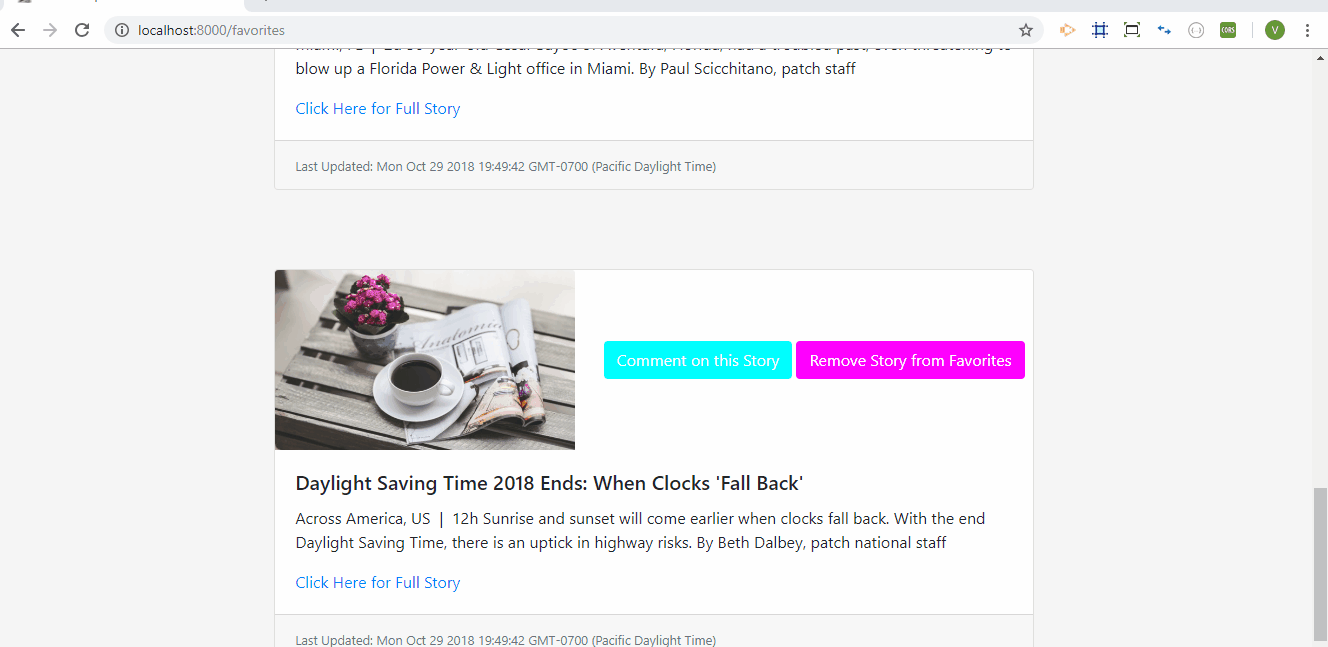 localhost:8000/favorites
CORS
V
blow up a Florida Power & Light office in Miami. By Paul Scicchitano, patch staff
Click Here for Full Story
Last Updated: Mon Oct 29 2018 19:49:42 GMT-0700 (Pacific Daylight Time)
Anatomia
Comment on this Story Remove Story from Favorites
Daylight Saving Time 2018 Ends: When Clocks 'Fall Back'
Across America, US | 12h Sunrise and sunset will come earlier when clocks fall back. With the end
Daylight Saving Time, there is an uptick in highway risks. By Beth Dalbey, patch national staff
Click Here for Full Story
Last Updated: Mon Oct 29 2018 19:49:42 GMT-0700 (Pacific Daylight Time)